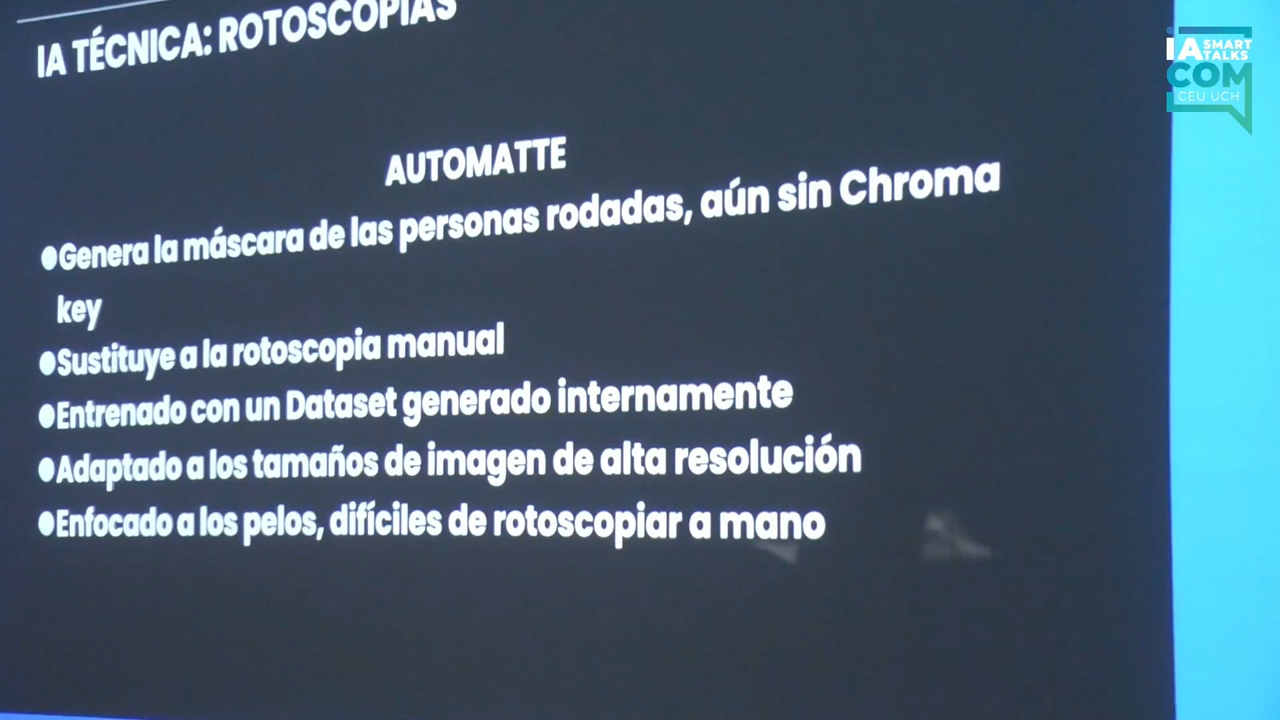 IA TÉCNICA: ROTOSCOPIAS
AUTOMATTE
●Genera la máscara de las personas rodadas, aún sin Chroma
key
●Sustituye a la rotoscopia manual
●Entrenado con un Dataset generado internamente
●Adaptado a los tamaños de imagen de alta resolución
●Enfocado a los pelos, difíciles de rotoscopiar a mano
iA SMART
TALKS
COM
CEU UCH